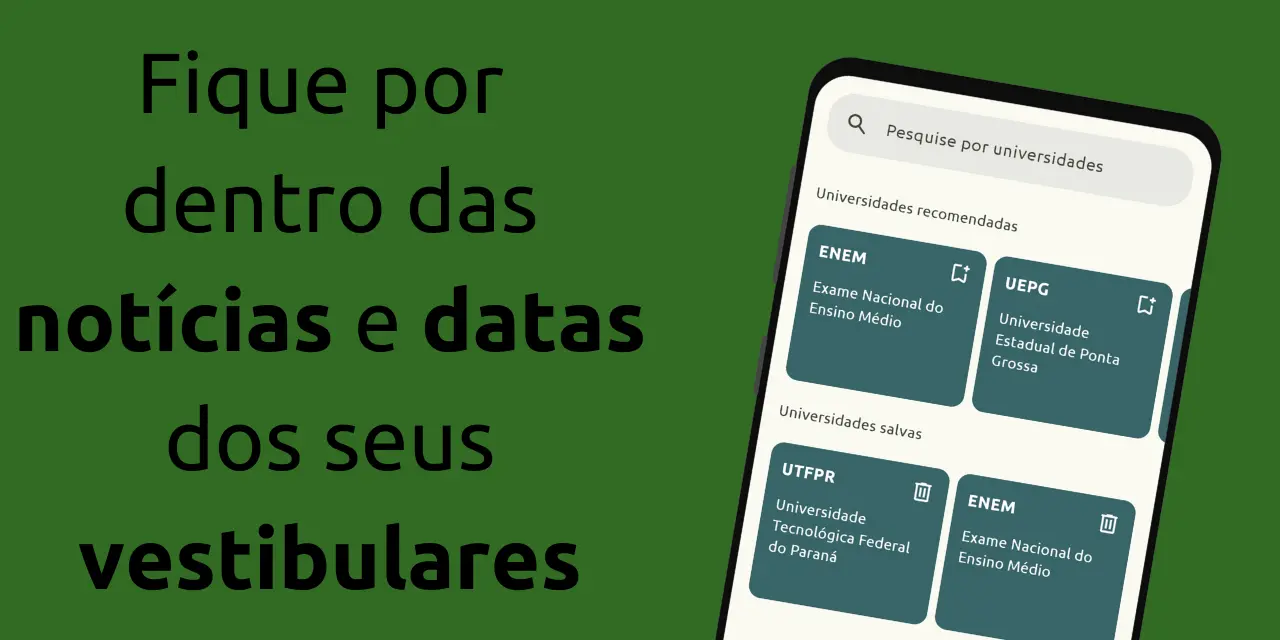 Fique por
dentro das
notícias e datas
dos seus
vestibulares
Pesquise por universidades
Universidades recomendadas
ENEM
Exame Nacional do
Ensino Médio
UEPG
Universidade
Estadual de Ponta
Grossa
Universidades salvas
UTFPR
Universidade
Tecnológica Federal
do Paraná
ENEM
Exame Nacional do
Ensino Médio